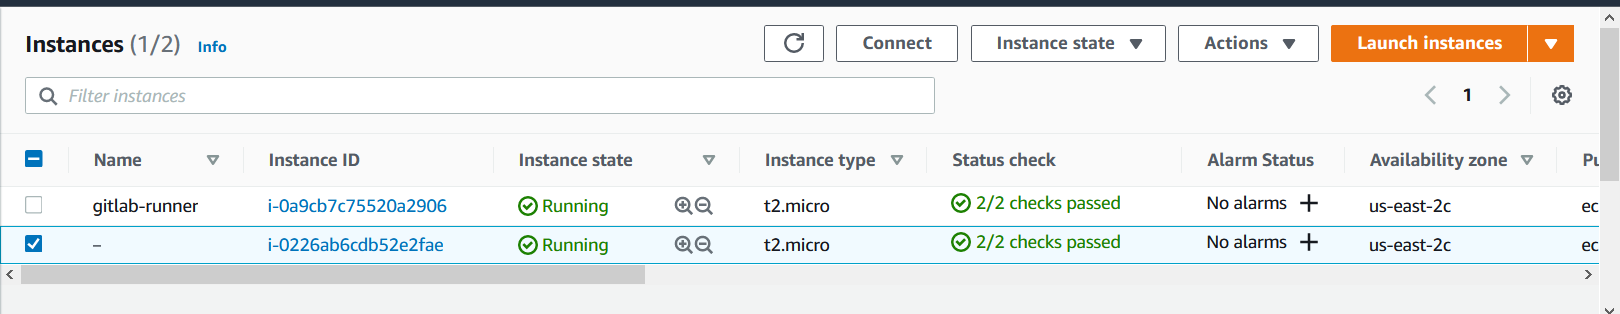 Instances (1/2) Info Connect Instance state Actions Launch instances
Filter instances 1
Name Instance ID Instance state Instance type Status check Alarm Status Availability zone Pu
gitlab-runner i-0a9cb7c75520a2906 Running t2.micro 2/2 checks passed No alarms + us-east-2c ec
– i-0226ab6cdb52e2fae Running t2.micro 2/2 checks passed No alarms + us-east-2c ec